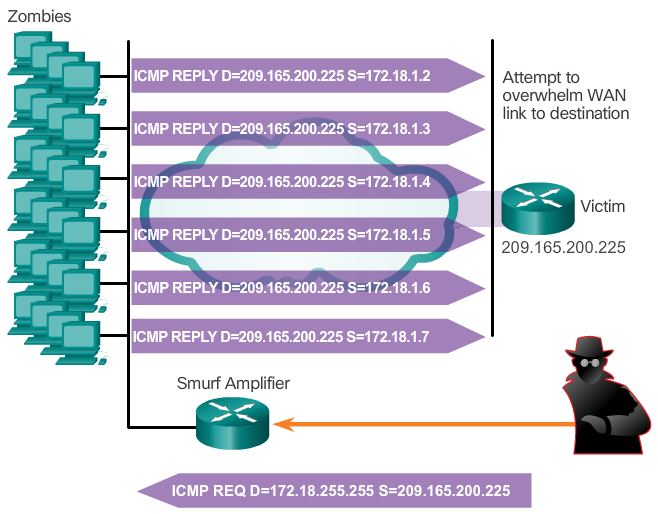 Zombies
ICMP REPLY D=209.165.200.225 S=172.18.1.2
ICMP REPLY D=209.165.200.225 S=172.18.1.3
ICMP REPLY D=209.165.200.225 S=172.18.1.4
ICMP REPLY D=209.165.200.225 S=172.18.1.5
ICMP REPLY D=209.165.200.225 S=172.18.1.6
ICMP REPLY D=209.165.200.225 S=172.18.1.7
Attempt to
overwhelm WAN
link to destination
Victim
209.165.200.225
Smurf Amplifier
ICMP REQ D=172.18.255.255 S=209.165.200.225